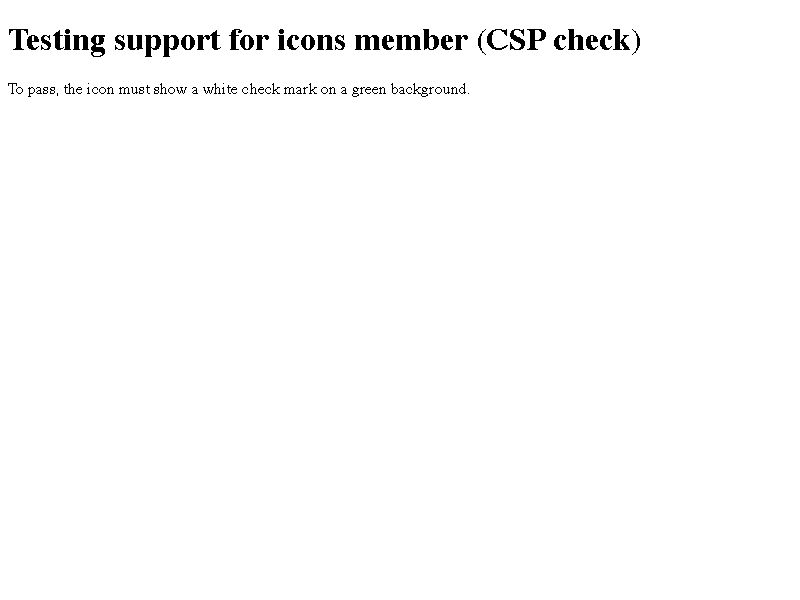 Testing support for icons member (CSP check)
To pass, the icon must show a white check mark on a green background.